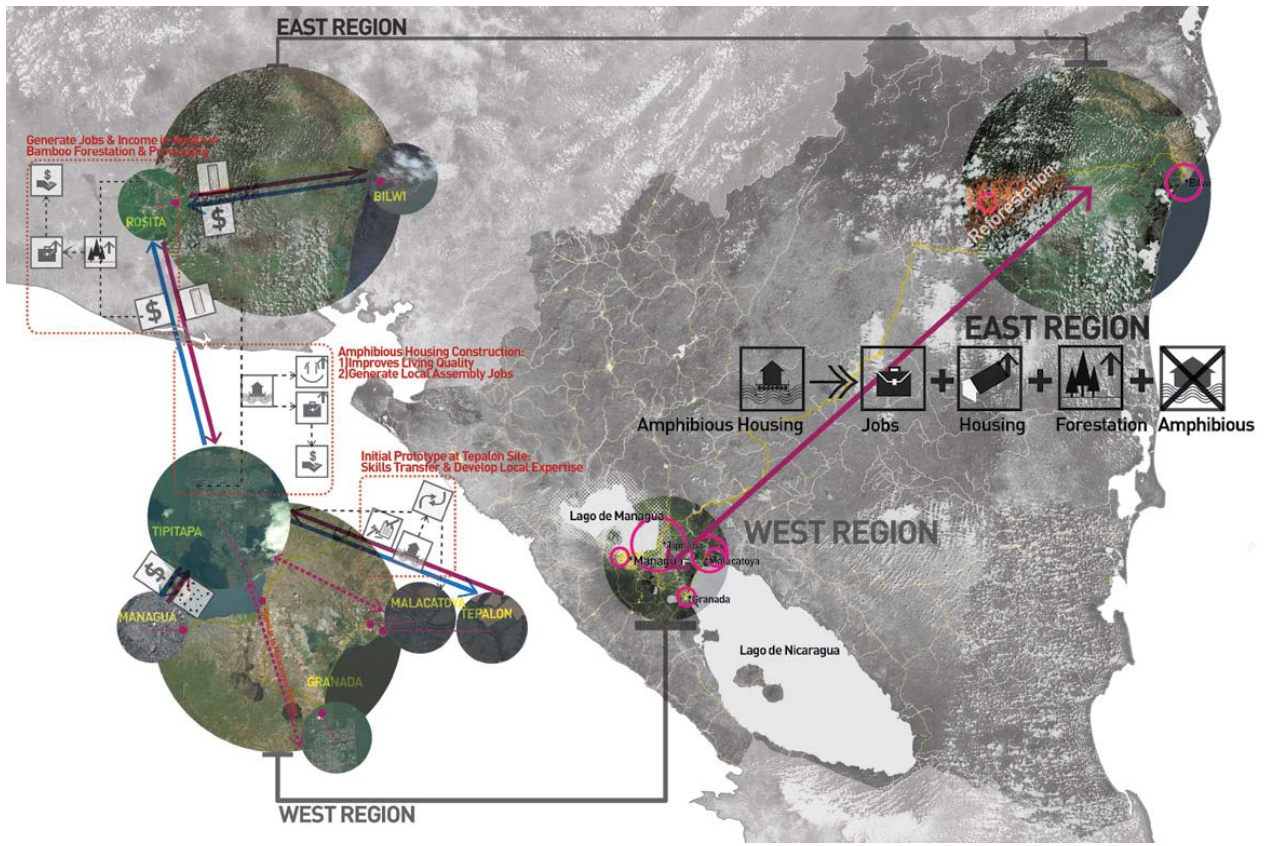 EAST REGION
Generate Jobs & Income in Rosita in
Bamboo Forestation & Processing
ROSITA
$
BILWI
$
$
$
Amphibious Housing Construction:
1)Improves Living Quality
2)Generate Local Assembly Jobs
$
Initial Prototype at Tepalon Site:
Skills Transfer & Develop Local Expertise
TIPITAPA
$
MANAGUA
MALACATOYA
TEPALON
GRANADA
WEST REGION
Reforestation
Bilwi
EAST REGION
Amphibious Housing
Jobs
+
Housing
+
Forestation
+
Amphibious
Lago de Managua
WEST REGION
Tipitapa
Managua
Malacatoya
Granada
Lago de Nicaragua